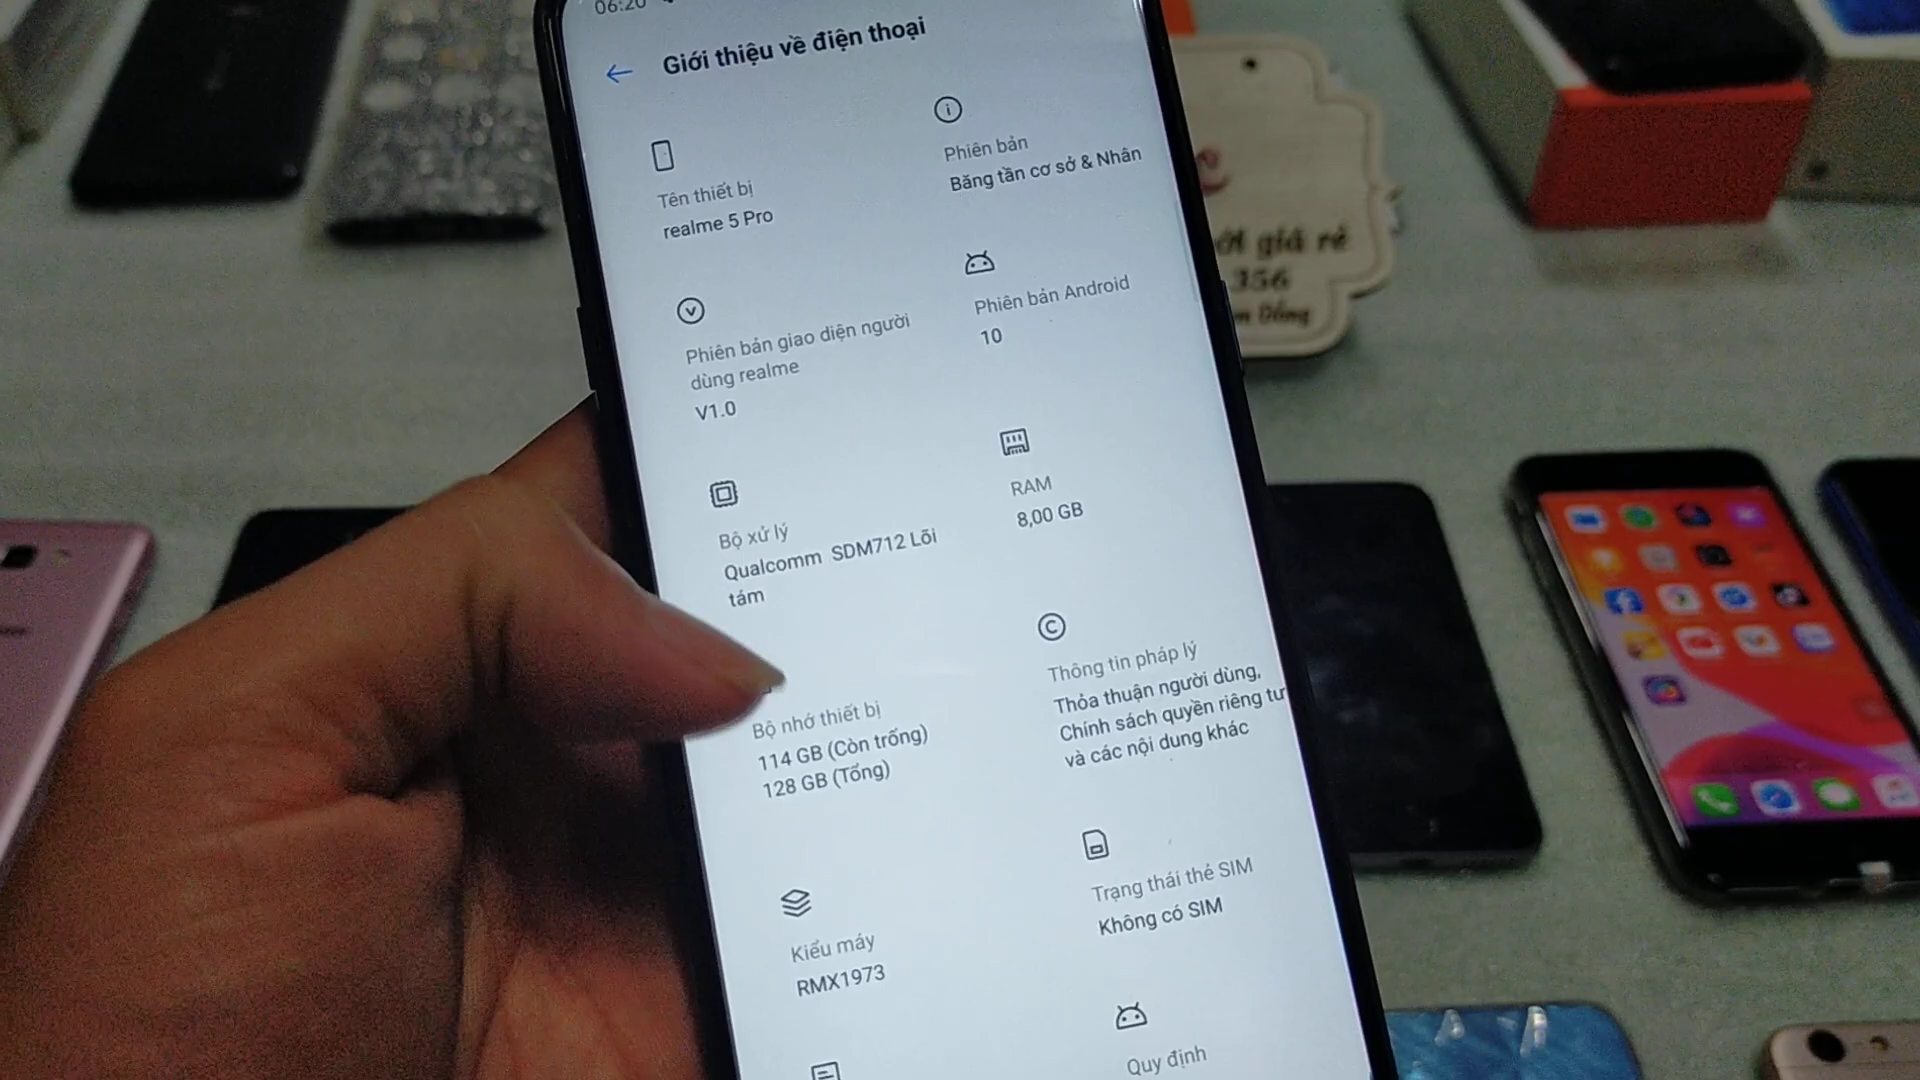 06:20
Giới thiệu về điện thoại
Tên thiết bị
realme 5 Pro
Phiên bản
Băng tần cơ sở & Nhân
Phiên bản giao diện người
dùng realme
V1.0
Phiên bản Android
10
Bộ xử lý
Qualcomm SDM712 Lõi
tám
RAM
8,00 GB
Bộ nhớ thiết bị
114 GB (Còn trống)
128 GB (Tổng)
Thông tin pháp lý
Thỏa thuận người dùng,
Chính sách quyền riêng tư
và các nội dung khác
Kiểu máy
RMX1973
Trạng thái thẻ SIM
Không có SIM
Quy định
giá rẻ
356
Đồng